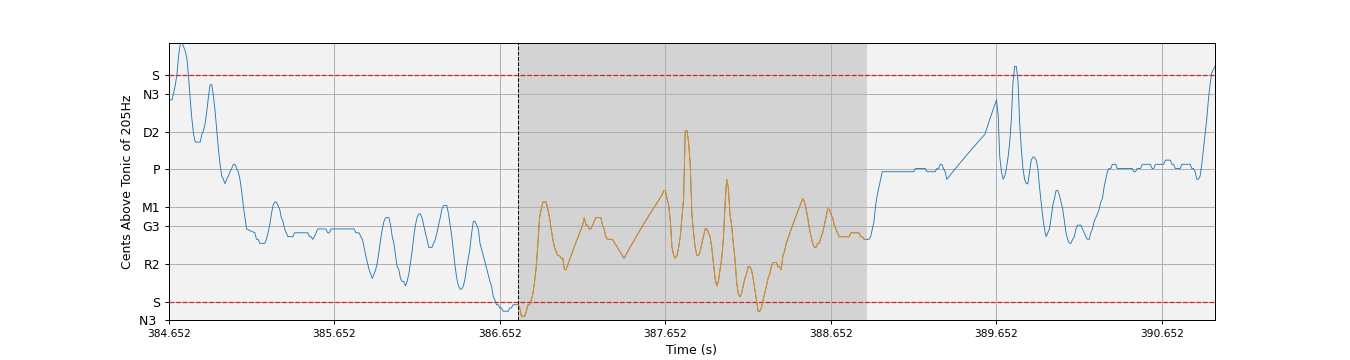 Cents Above Tonic of 205Hz
S
N3
D2
P
M1
G3
R2
S
N3
384.652 385.652 386.652 387.652 388.652 389.652 390.652
Time (s)